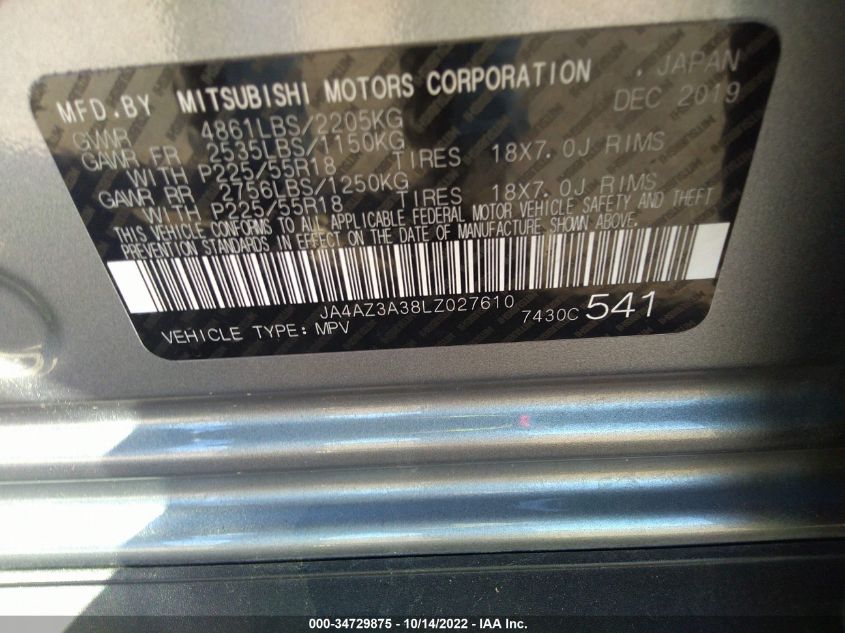 MFD.BY MITSUBISHI MOTORS CORPORATION . JAPAN
GVWR 4861LBS/2205KG DEC 2019
GAWR FR 2535LBS/1150KG
WITH P225/55R18 TIRES 18X7.0J RIMS
GAWR RR 2756LBS/1250KG
WITH P225/55R18 TIRES 18X7.0J RIMS
THIS VEHICLE CONFORMS TO ALL APPLICABLE FEDERAL MOTOR VEHICLE SAFETY AND THEFT
PREVENTION STANDARDS IN EFFECT ON THE DATE OF MANUFACTURE SHOWN ABOVE.
JA4AZ3A38LZ027610
VEHICLE TYPE: MPV 7430C 541
000-34729875 - 10/14/2022 - IAA Inc.